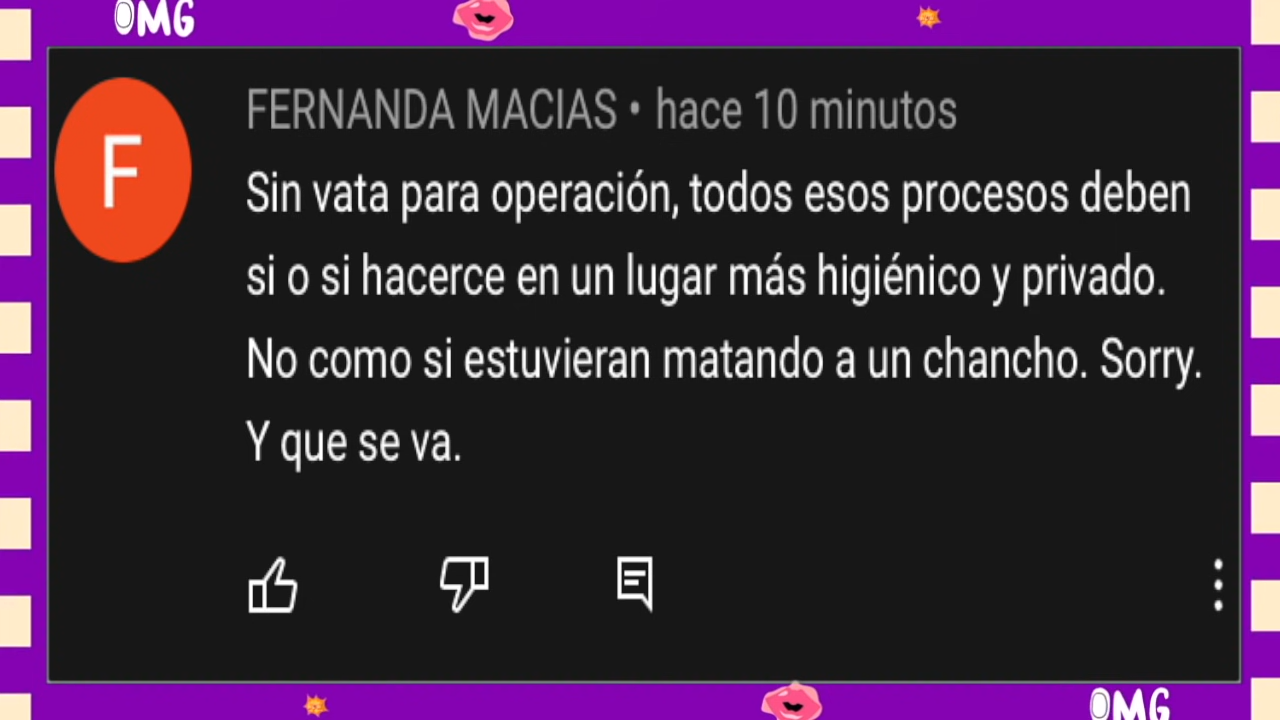 OMG
F
FERNANDA MACIAS • hace 10 minutos
Sin vata para operación, todos esos procesos deben
si o si hacerce en un lugar más higiénico y privado.
No como si estuvieran matando a un chancho. Sorry.
Y que se va.
OMG